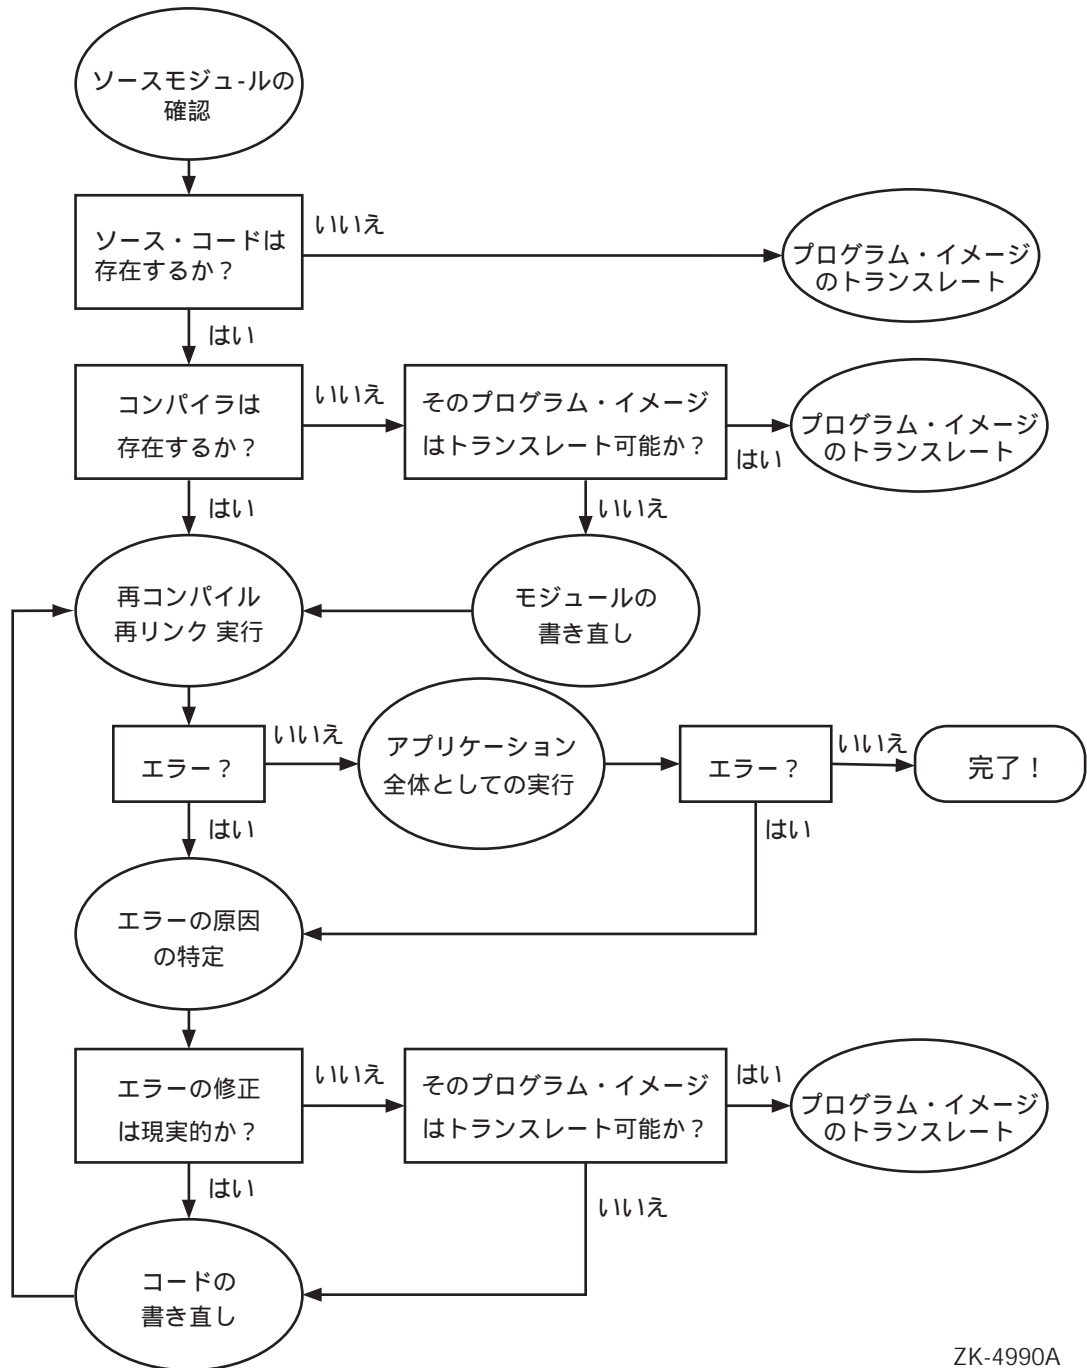 ソースモジュ-ルの
確認
ソース・コードは
存在するか？
いいえ
プログラム・イメージ
のトランスレート
はい
コンパイラは
存在するか？
いいえ
そのプログラム・イメージ
はトランスレート可能か？
はい
プログラム・イメージ
のトランスレート
はい
いいえ
再コンパイル
再リンク 実行
モジュールの
書き直し
エラー？
いいえ
アプリケーション
全体としての実行
エラー？
いいえ
完了！
はい
はい
エラーの原因
の特定
エラーの修正
は現実的か？
いいえ
そのプログラム・イメージ
はトランスレート可能か？
はい
プログラム・イメージ
のトランスレート
はい
いいえ
コードの
書き直し
ZK-4990A